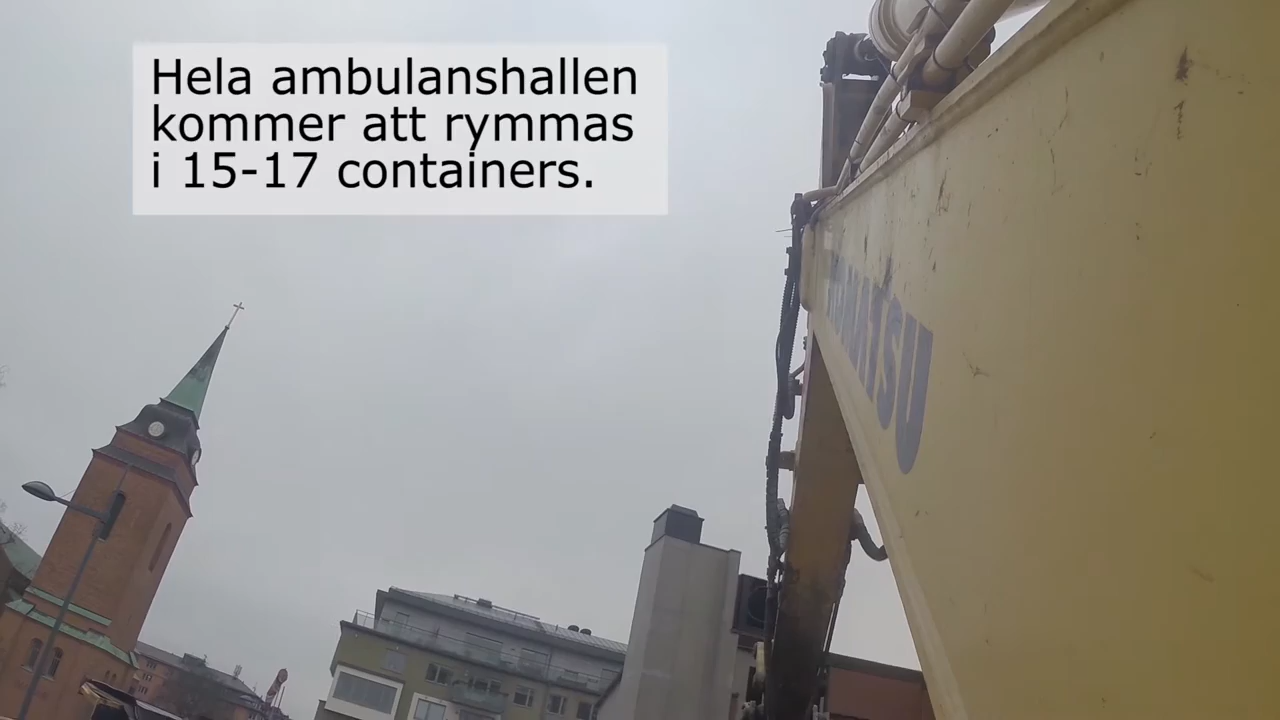 Hela ambulanshallen
kommer att rymmas
i 15-17 containers.
KOMATSU